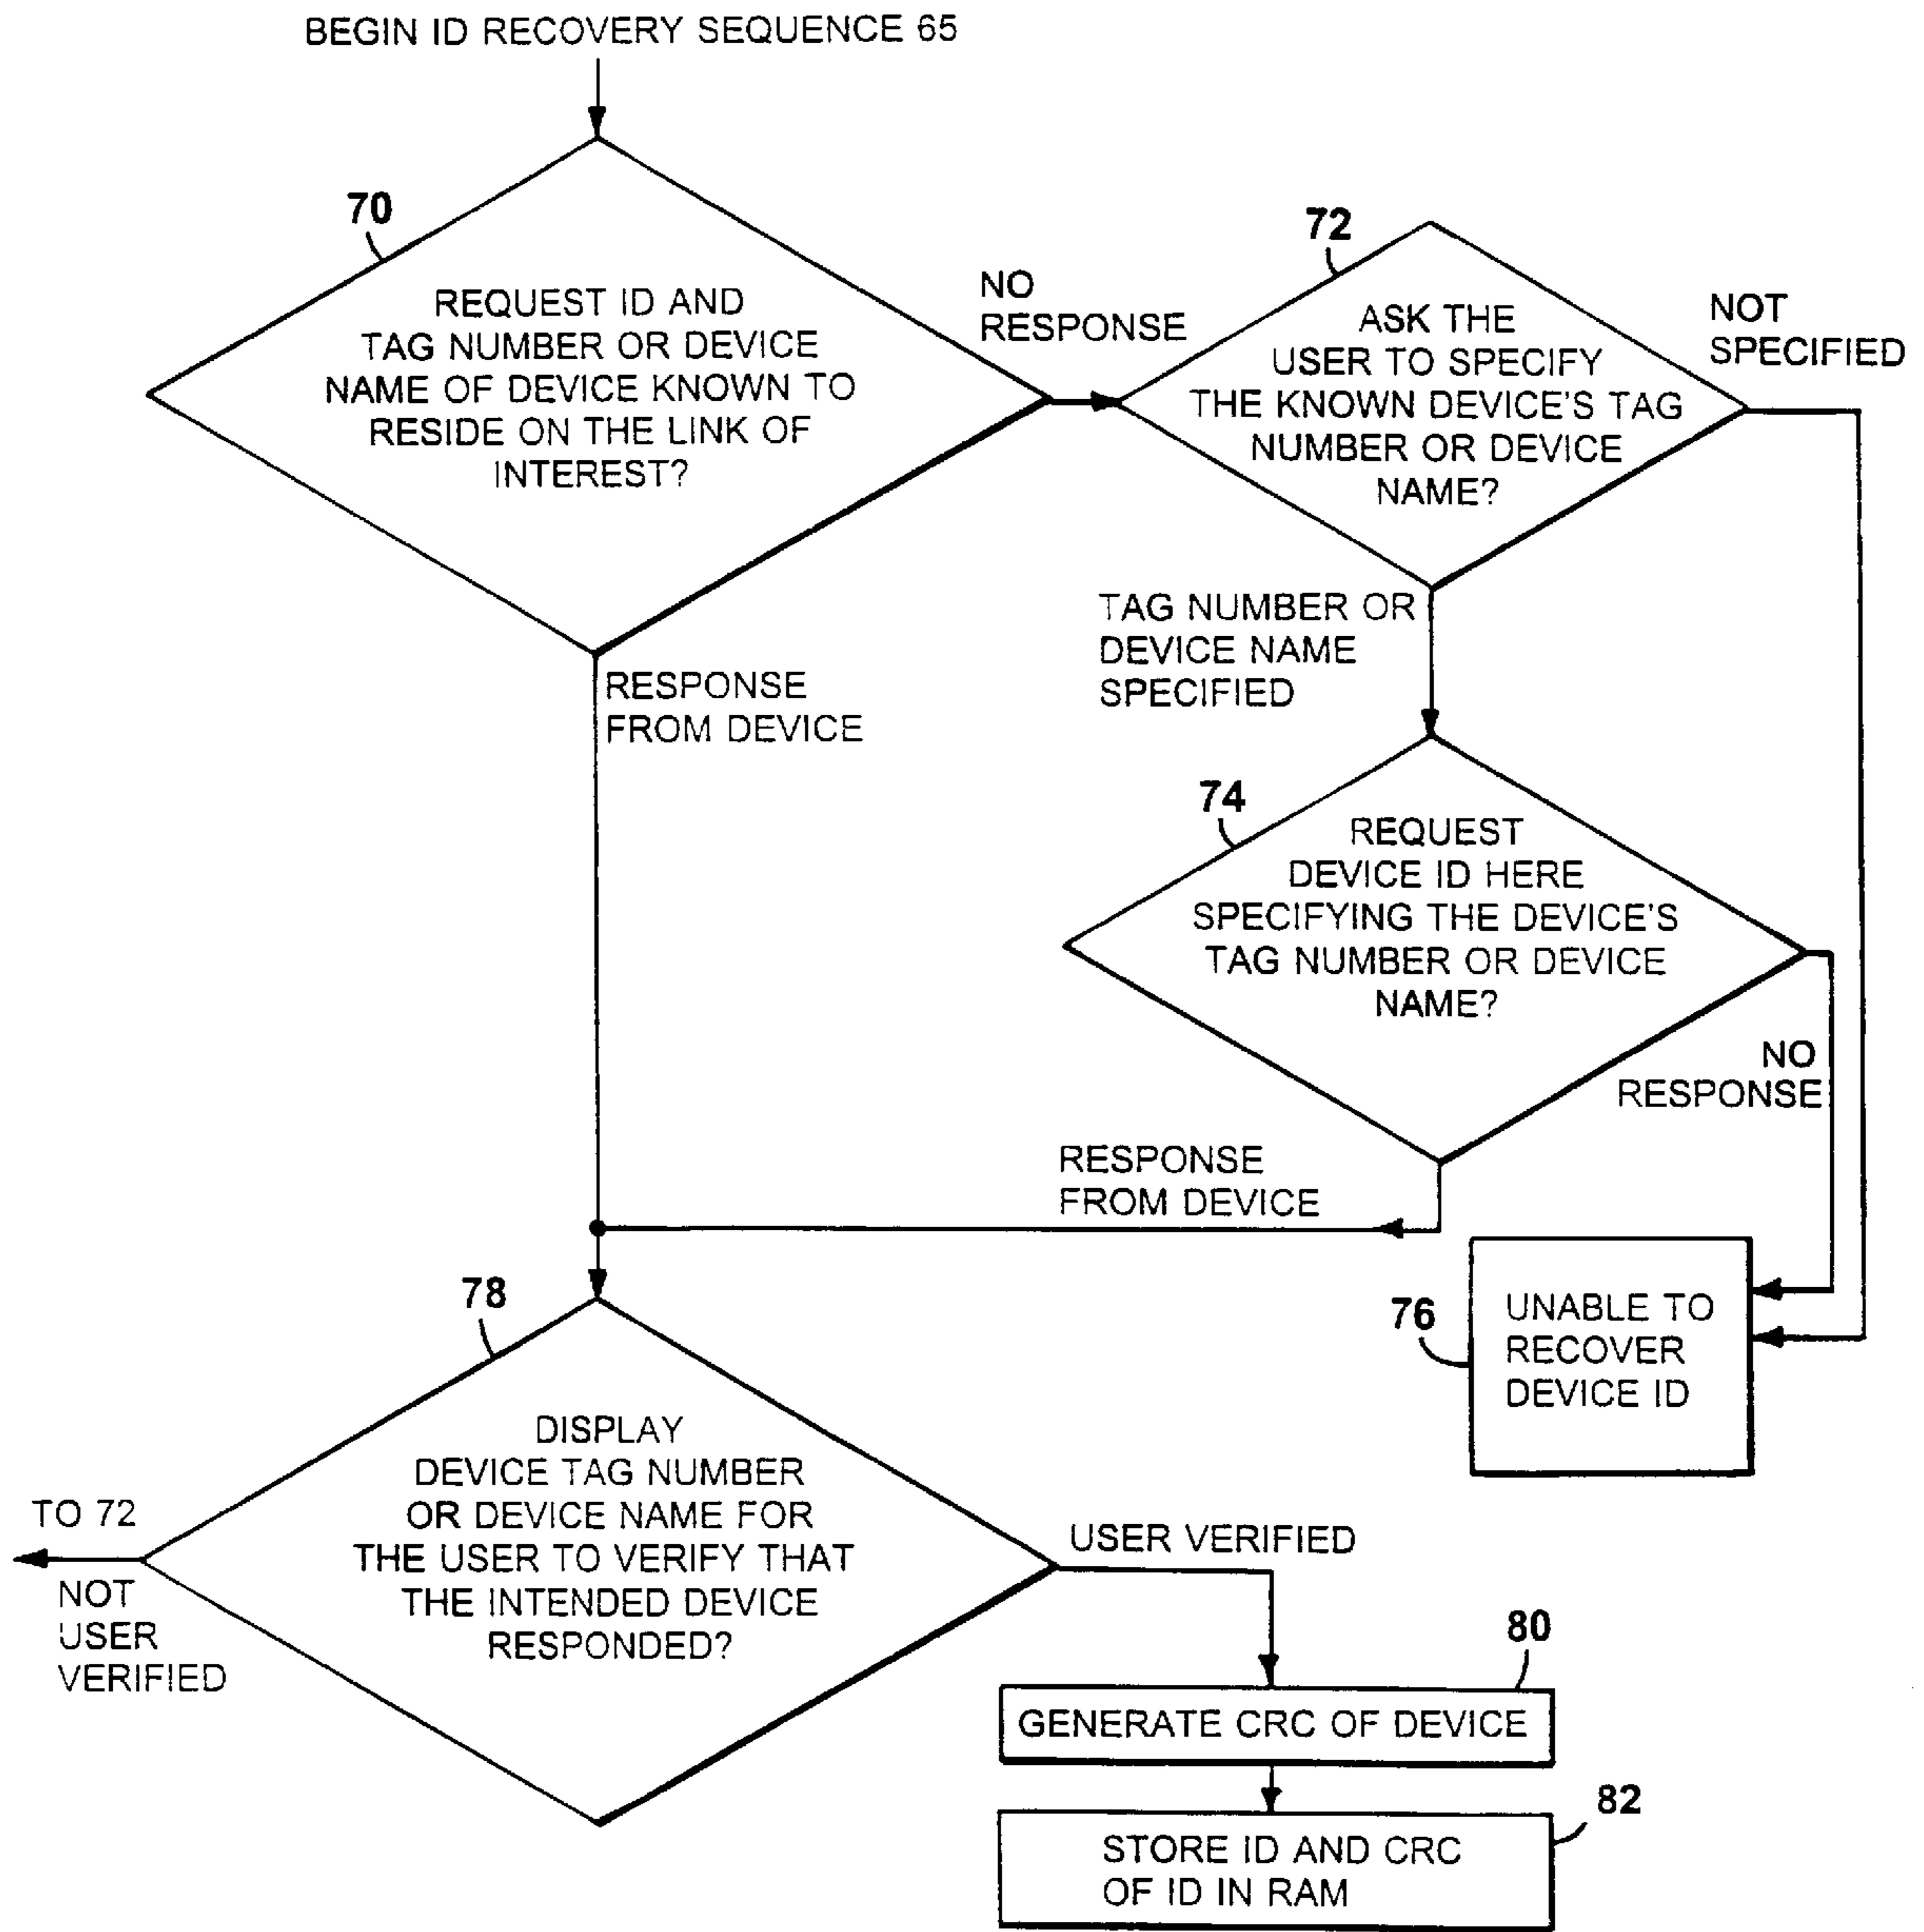 BEGIN ID RECOVERY SEQUENCE 65
70
REQUEST ID AND
TAG NUMBER OR DEVICE
NAME OF DEVICE KNOWN TO
RESIDE ON THE LINK OF
INTEREST?
NO
RESPONSE
72
ASK THE
USER TO SPECIFY
THE KNOWN DEVICE'S TAG
NUMBER OR DEVICE
NAME?
NOT
SPECIFIED
RESPONSE
FROM DEVICE
TAG NUMBER OR
DEVICE NAME
SPECIFIED
74
REQUEST
DEVICE ID HERE
SPECIFYING THE DEVICE'S
TAG NUMBER OR DEVICE
NAME?
NO
RESPONSE
RESPONSE
FROM DEVICE
76
UNABLE TO
RECOVER
DEVICE ID
78
DISPLAY
DEVICE TAG NUMBER
OR DEVICE NAME FOR
THE USER TO VERIFY THAT
THE INTENDED DEVICE
RESPONDED?
TO 72
NOT
USER
VERIFIED
USER VERIFIED
80
GENERATE CRC OF DEVICE
82
STORE ID AND CRC
OF ID IN RAM